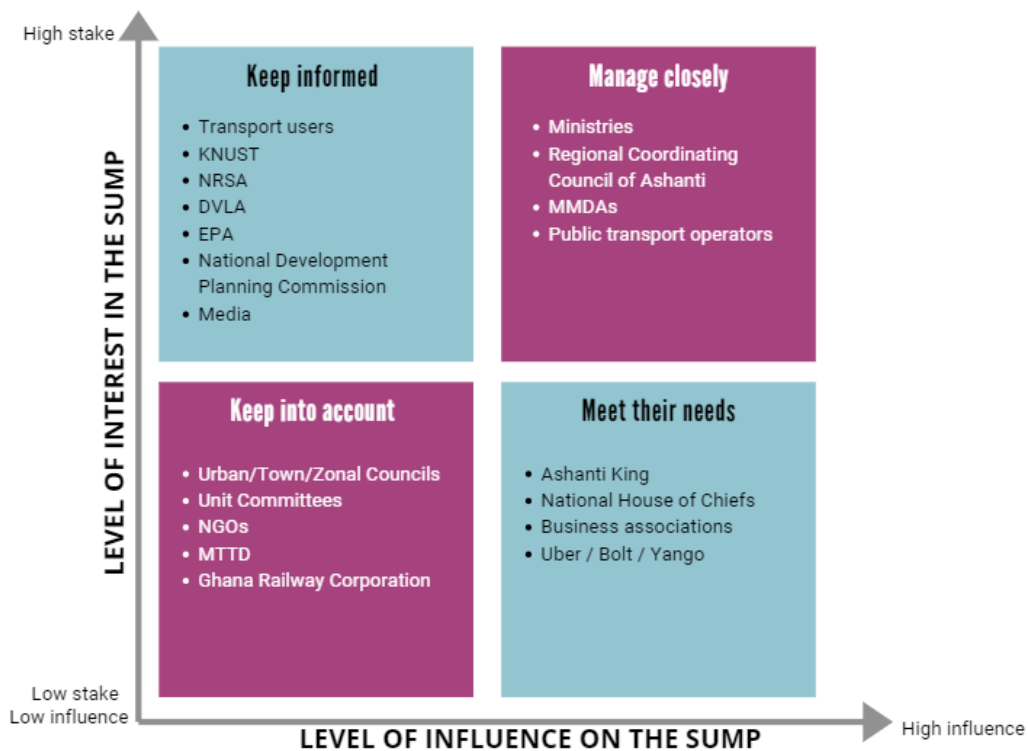 High stake
LEVEL OF INTEREST IN THE SUMP
Keep informed
• Transport users
• KNUST
• NRSA
• DVLA
• EPA
• National Development
Planning Commission
• Media
Manage closely
• Ministries
• Regional Coordinating
Council of Ashanti
• MMDAs
• Public transport operators
Keep into account
• Urban/Town/Zonal Councils
• Unit Committees
• NGOs
• MTTD
• Ghana Railway Corporation
Meet their needs
• Ashanti King
• National House of Chiefs
• Business associations
• Uber / Bolt / Yango
Low stake
Low influence
LEVEL OF INFLUENCE ON THE SUMP
High influence